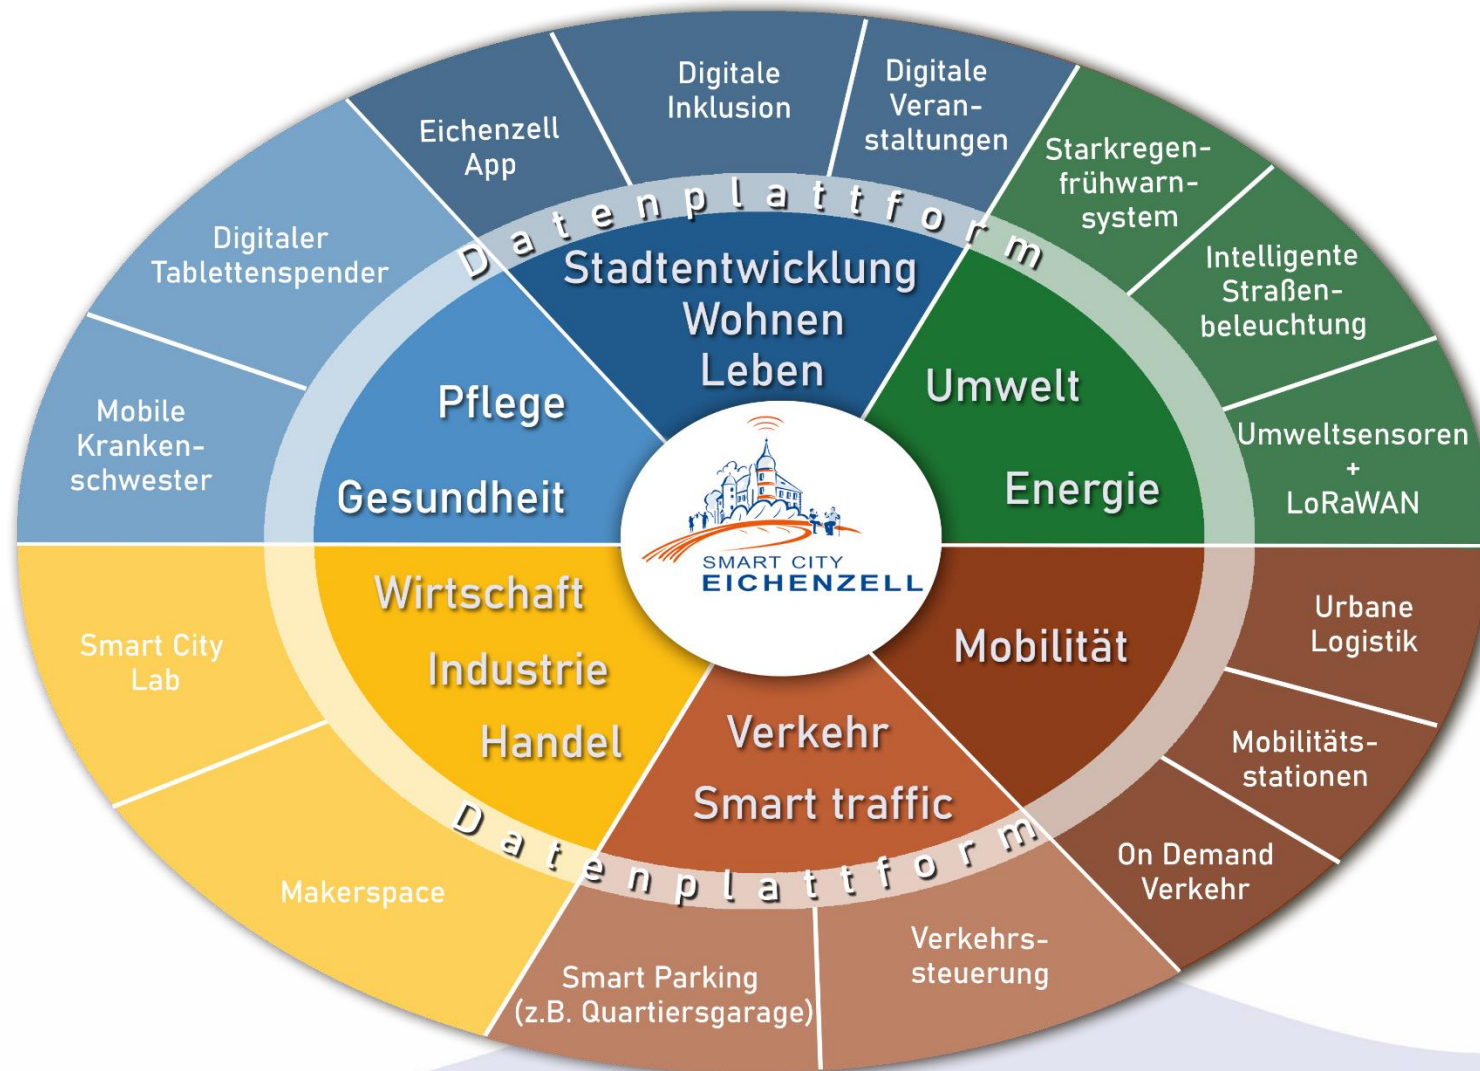 Eichenzell
App
Digitale
Inklusion
Digitale
Veran-
staltungen
Starkregen-
frühwarn-
system
Intelligente
Straßen-
beleuchtung
Umweltsensoren
+
LoRaWAN
Urbane
Logistik
Mobilitäts-
stationen
On Demand
Verkehr
Verkehrs-
steuerung
Smart Parking
(z.B. Quartiersgarage)
Makerspace
Smart City
Lab
Mobile
Kranken-
schwester
Digitaler
Tablettenspender
Datenplattform
Stadtentwicklung
Wohnen
Leben
Umwelt
Energie
Mobilität
Verkehr
Smart traffic
Wirtschaft
Industrie
Handel
Pflege
Gesundheit
Datenplattform
SMART CITY
EICHENZELL